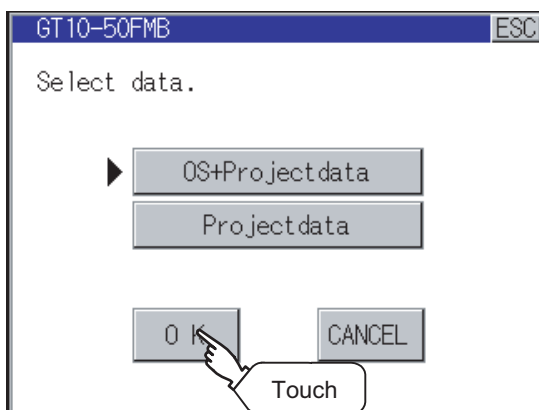 GT10-50FMB ESC
Select data.
OS+Projectdata
Projectdata
OK CANCEL
Touch